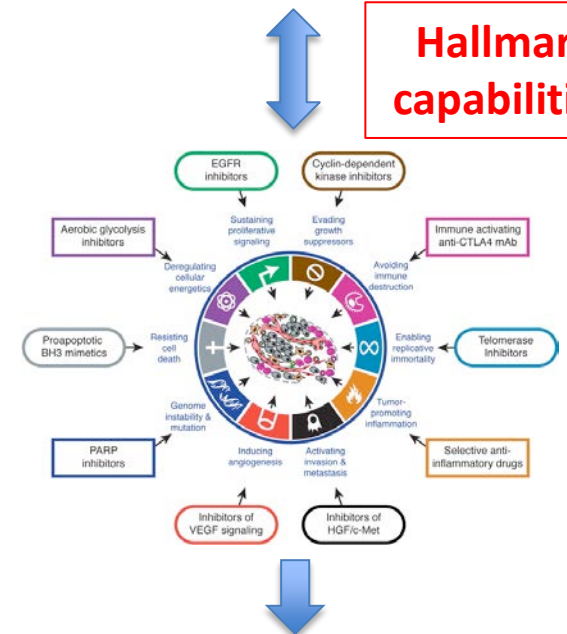 Hallmar
capabiliti
EGFR
inhibitors
Cyclin-dependent
kinase inhibitors
Sustaining
proliferative
signaling
Evading
growth
suppressors
Aerobic glycolysis
inhibitors
Immune activating
anti-CTLA4 mAb
Deregulating
cellular
energetics
Avoiding
immune
destruction
Proapoptotic
BH3 mimetics
Resisting
cell
death
Enabling
replicative
immortality
Telomerase
Inhibitors
Genome
instability &
mutation
Tumor-
promoting
inflammation
PARP
inhibitors
Inducing
angiogenesis
Activating
invasion &
metastasis
Selective anti-
inflammatory drugs
Inhibitors of
VEGF signaling
Inhibitors of
HGF/c-Met